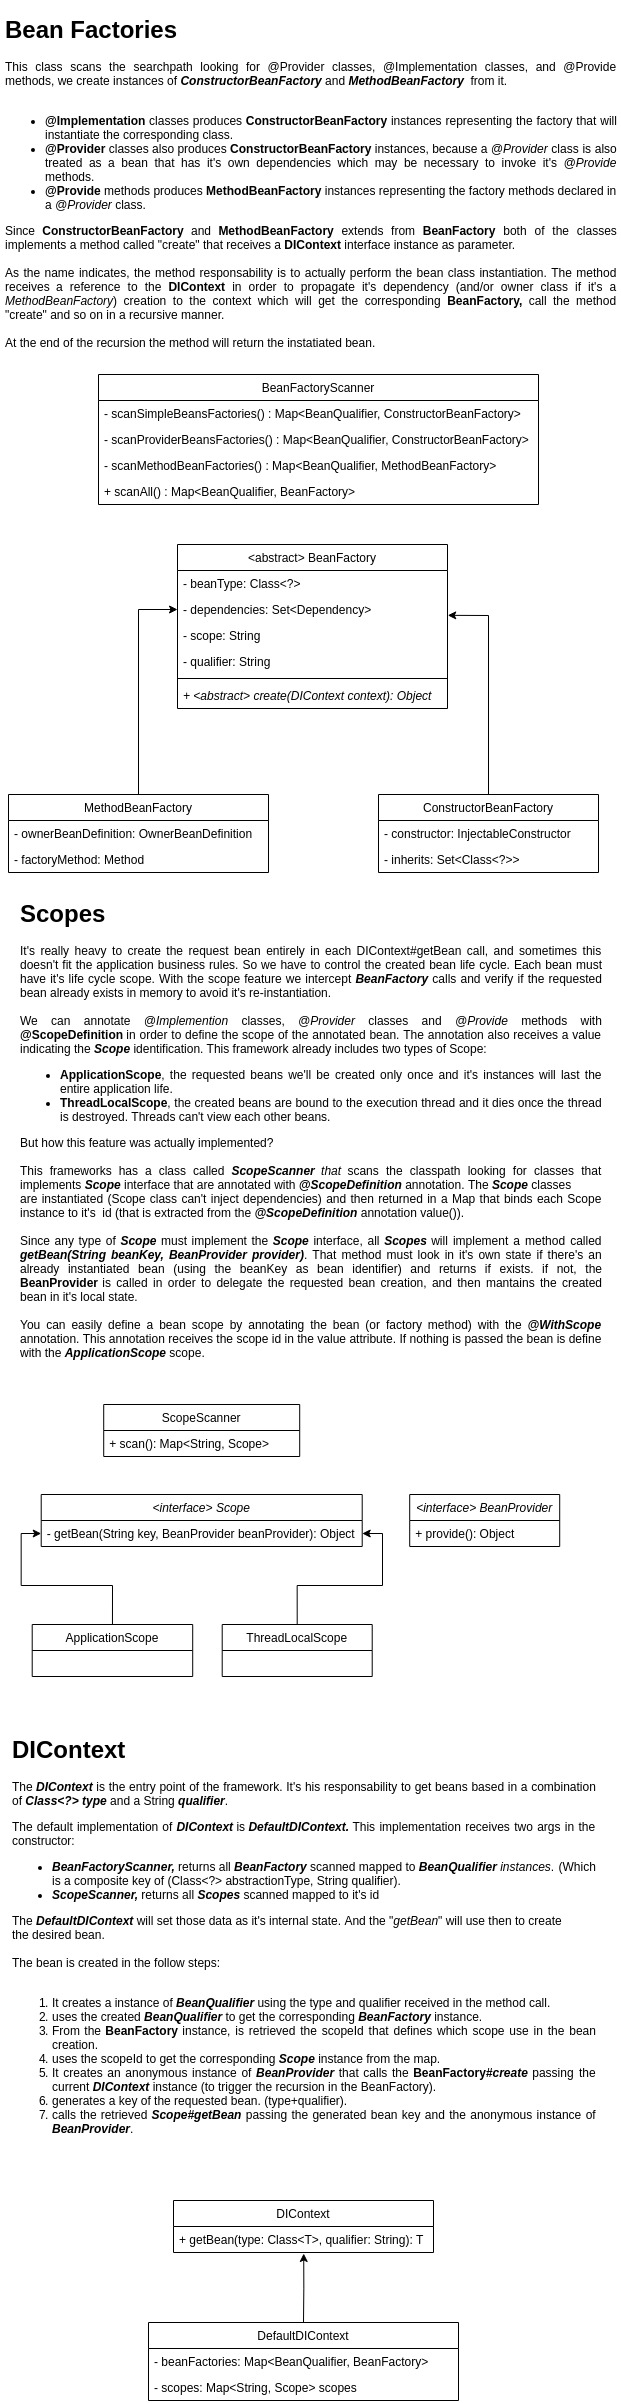 Bean Factories
This class scans the searchpath looking for @Provider classes, @Implementation classes, and @Provide
methods, we create instances of ConstructorBeanFactory and MethodBeanFactory from it.
• @Implementation classes produces ConstructorBeanFactory instances representing the factory that will
instantiate the corresponding class.
• @Provider classes also produces ConstructorBeanFactory instances, because a @Provider class is also
treated as a bean that has it's own dependencies which may be necessary to invoke it's @Provide
methods.
• @Provide methods produces MethodBeanFactory instances representing the factory methods declared in
a @Provider class.
Since ConstructorBeanFactory and MethodBeanFactory extends from BeanFactory both of the classes
implements a method called "create" that receives a DIContext interface instance as parameter.
As the name indicates, the method responsability is to actually perform the bean class instantiation. The method
receives a reference to the DIContext in order to propagate it's dependency (and/or owner class if it's a
MethodBeanFactory) creation to the context which will get the corresponding BeanFactory, call the method
"create" and so on in a recursive manner.
At the end of the recursion the method will return the instatiated bean.
BeanFactoryScanner
- scanSimpleBeansFactories() : Map<BeanQualifier, ConstructorBeanFactory>
- scanProviderBeansFactories() : Map<BeanQualifier, ConstructorBeanFactory>
- scanMethodBeanFactories() : Map<BeanQualifier, MethodBeanFactory>
+ scanAll() : Map<BeanQualifier, BeanFactory>
<abstract> BeanFactory
- beanType: Class<?>
- dependencies: Set<Dependency>
- scope: String
- qualifier: String
+ <abstract> create(DIContext context): Object
MethodBeanFactory
- ownerBeanDefinition: OwnerBeanDefinition
- factoryMethod: Method
ConstructorBeanFactory
- constructor: InjectableConstructor
- inherits: Set<Class<?>>
Scopes
It's really heavy to create the request bean entirely in each DIContext#getBean call, and sometimes this
doesn't fit the application business rules. So we have to control the created bean life cycle. Each bean must
have it's life cycle scope. With the scope feature we intercept BeanFactory calls and verify if the requested
bean already exists in memory to avoid it's re-instantiation.
We can annotate @Implemention classes, @Provider classes and @Provide methods with
@ScopeDefinition in order to define the scope of the annotated bean. The annotation also receives a value
indicating the Scope identification. This framework already includes two types of Scope:
• ApplicationScope, the requested beans we'll be created only once and it's instances will last the
entire application life.
• ThreadLocalScope, the created beans are bound to the execution thread and it dies once the thread
is destroyed. Threads can't view each other beans.
But how this feature was actually implemented?
This frameworks has a class called ScopeScanner that scans the classpath looking for classes that
implements Scope interface that are annotated with @ScopeDefinition annotation. The Scope classes
are instantiated (Scope class can't inject dependencies) and then returned in a Map that binds each Scope
instance to it's id (that is extracted from the @ScopeDefinition annotation value()).
Since any type of Scope must implement the Scope interface, all Scopes will implement a method called
getBean(String beanKey, BeanProvider provider). That method must look in it's own state if there's an
already instantiated bean (using the beanKey as bean identifier) and returns if exists. if not, the
BeanProvider is called in order to delegate the requested bean creation, and then mantains the created
bean in it's local state.
You can easily define a bean scope by annotating the bean (or factory method) with the @WithScope
annotation. This annotation receives the scope id in the value attribute. If nothing is passed the bean is define
with the ApplicationScope scope.
ScopeScanner
+ scan(): Map<String, Scope>
<interface> Scope
- getBean(String key, BeanProvider beanProvider): Object
<interface> BeanProvider
+ provide(): Object
ApplicationScope
ThreadLocalScope
DIContext
The DIContext is the entry point of the framework. It's his responsability to get beans based in a combination
of Class<?> type and a String qualifier.
The default implementation of DIContext is DefaultDIContext. This implementation receives two args in the
constructor:
• BeanFactoryScanner, returns all BeanFactory scanned mapped to BeanQualifier instances. (Which
is a composite key of (Class<?> abstractionType, String qualifier).
• ScopeScanner, returns all Scopes scanned mapped to it's id
The DefaultDIContext will set those data as it's internal state. And the "getBean" will use then to create
the desired bean.
The bean is created in the follow steps:
1. It creates a instance of BeanQualifier using the type and qualifier received in the method call.
2. uses the created BeanQualifier to get the corresponding BeanFactory instance.
3. From the BeanFactory instance, is retrieved the scopeId that defines which scope use in the bean
creation.
4. uses the scopeId to get the corresponding Scope instance from the map.
5. It creates an anonymous instance of BeanProvider that calls the BeanFactory#create passing the
current DIContext instance (to trigger the recursion in the BeanFactory).
6. generates a key of the requested bean. (type+qualifier).
7. calls the retrieved Scope#getBean passing the generated bean key and the anonymous instance of
BeanProvider.
DIContext
+ getBean(type: Class<T>, qualifier: String): T
DefaultDIContext
- beanFactories: Map<BeanQualifier, BeanFactory>
- scopes: Map<String, Scope> scopes